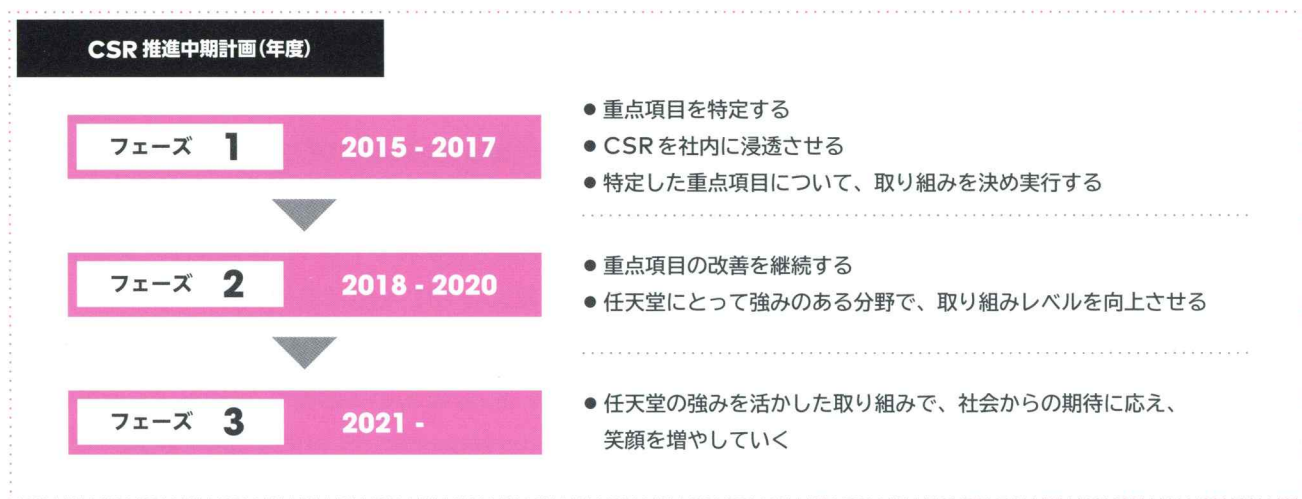 CSR 推進中期計画(年度)
フェーズ 1 2015 - 2017
● 重点項目を特定する
● CSRを社内に浸透させる
● 特定した重点項目について、取り組みを決め実行する
フェーズ 2 2018 - 2020
● 重点項目の改善を継続する
● 任天堂にとって強みのある分野で、取り組みレベルを向上させる
フェーズ 3 2021 -
● 任天堂の強みを活かした取り組みで、社会からの期待に応え、
笑顔を増やしていく